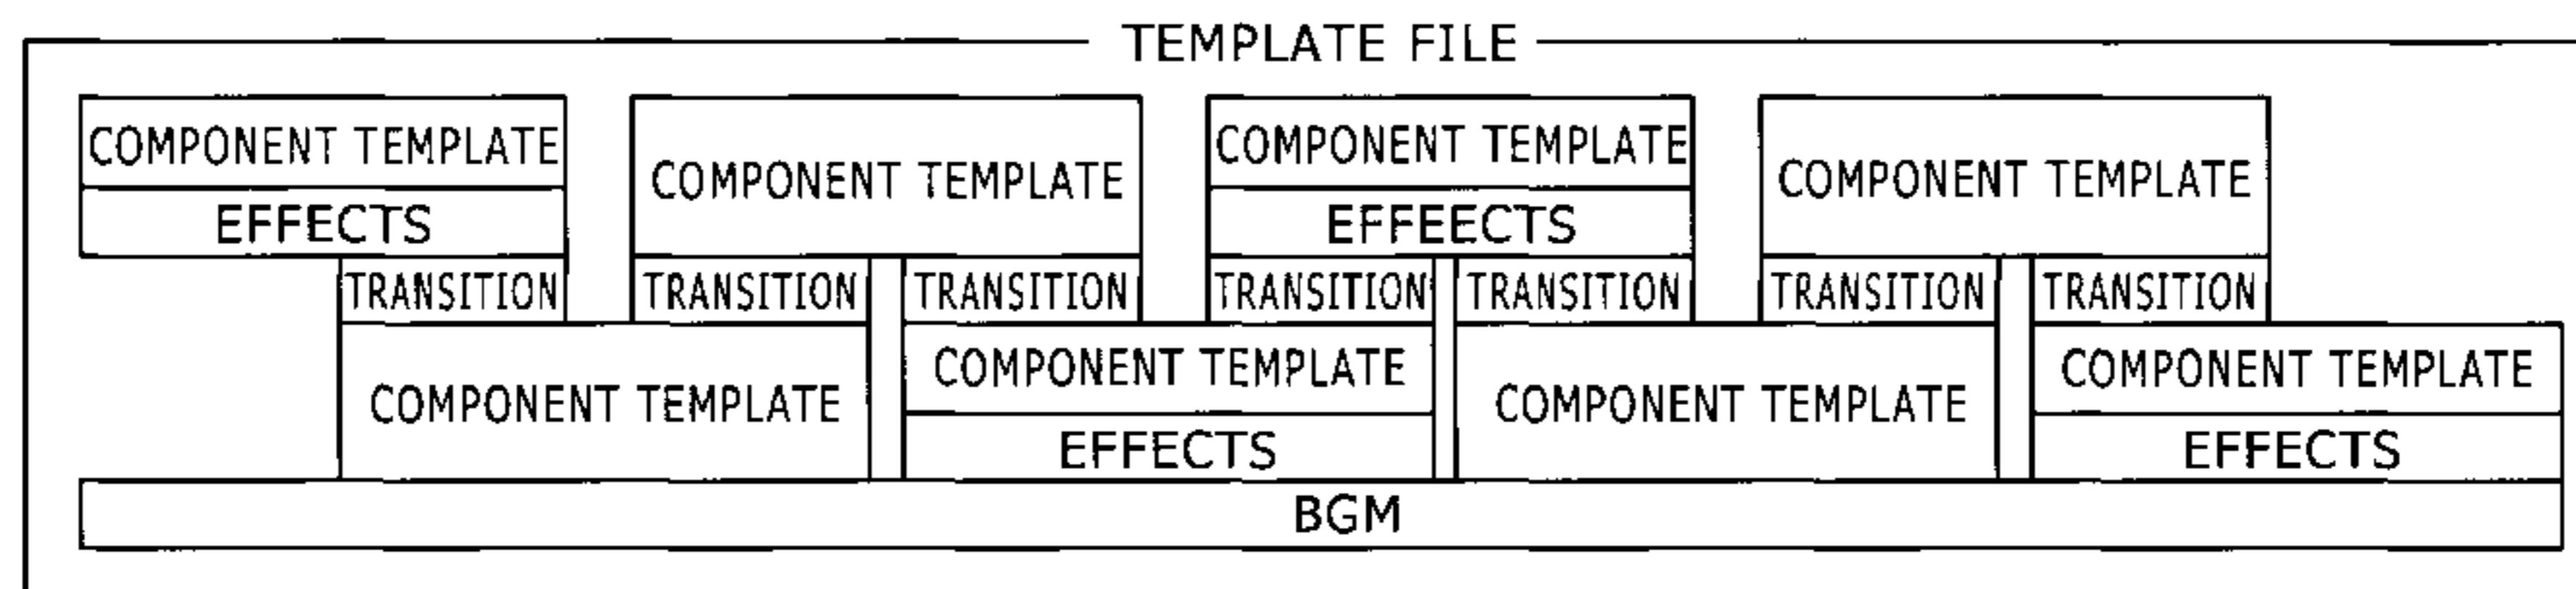 TEMPLATE FILE
COMPONENT TEMPLATE
EFFECTS
COMPONENT TEMPLATE
COMPONENT TEMPLATE
EFFEECTS
COMPONENT TEMPLATE
TRANSITION TRANSITION TRANSITION TRANSITION TRANSITION TRANSITION TRANSITION
COMPONENT TEMPLATE
COMPONENT TEMPLATE
EFFECTS
COMPONENT TEMPLATE
COMPONENT TEMPLATE
EFFECTS
BGM